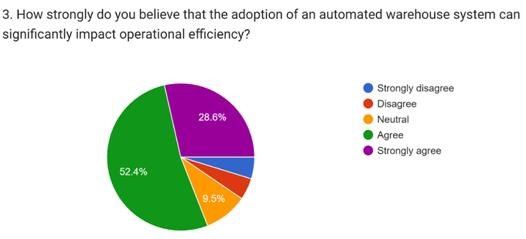 3. How strongly do you believe that the adoption of an automated warehouse system can
significantly impact operational efficiency?
28.6%
52.4%
9.5%
Strongly disagree
Disagree
Neutral
Agree
Strongly agree